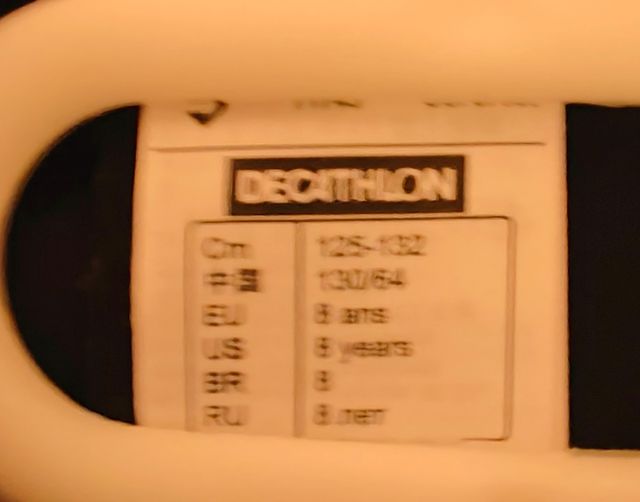 DECATHLON
Cm 125-132
中国 130/64
EU 8 ans
US 8 years
BR 8
RU 8 лет